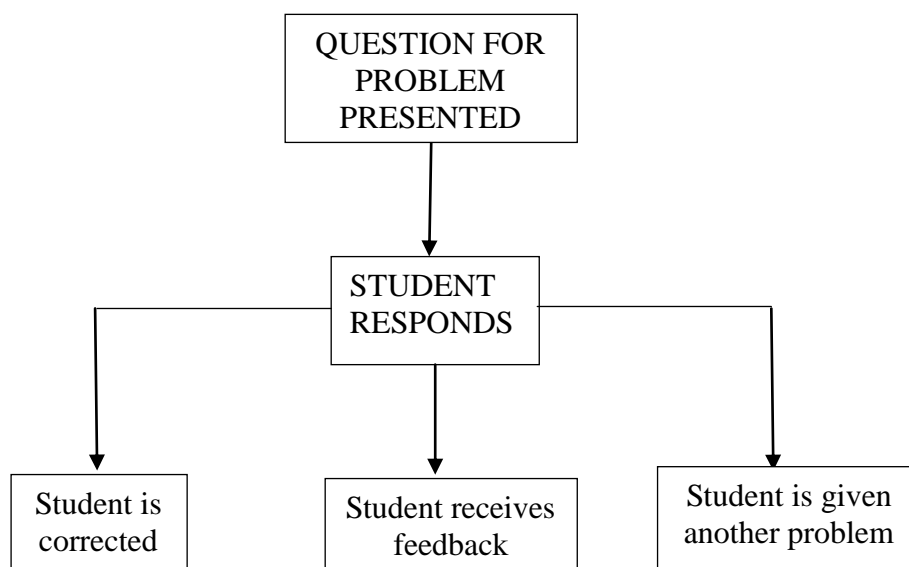 QUESTION FOR
PROBLEM
PRESENTED
STUDENT
RESPONDS
Student is
corrected
Student receives
feedback
Student is given
another problem